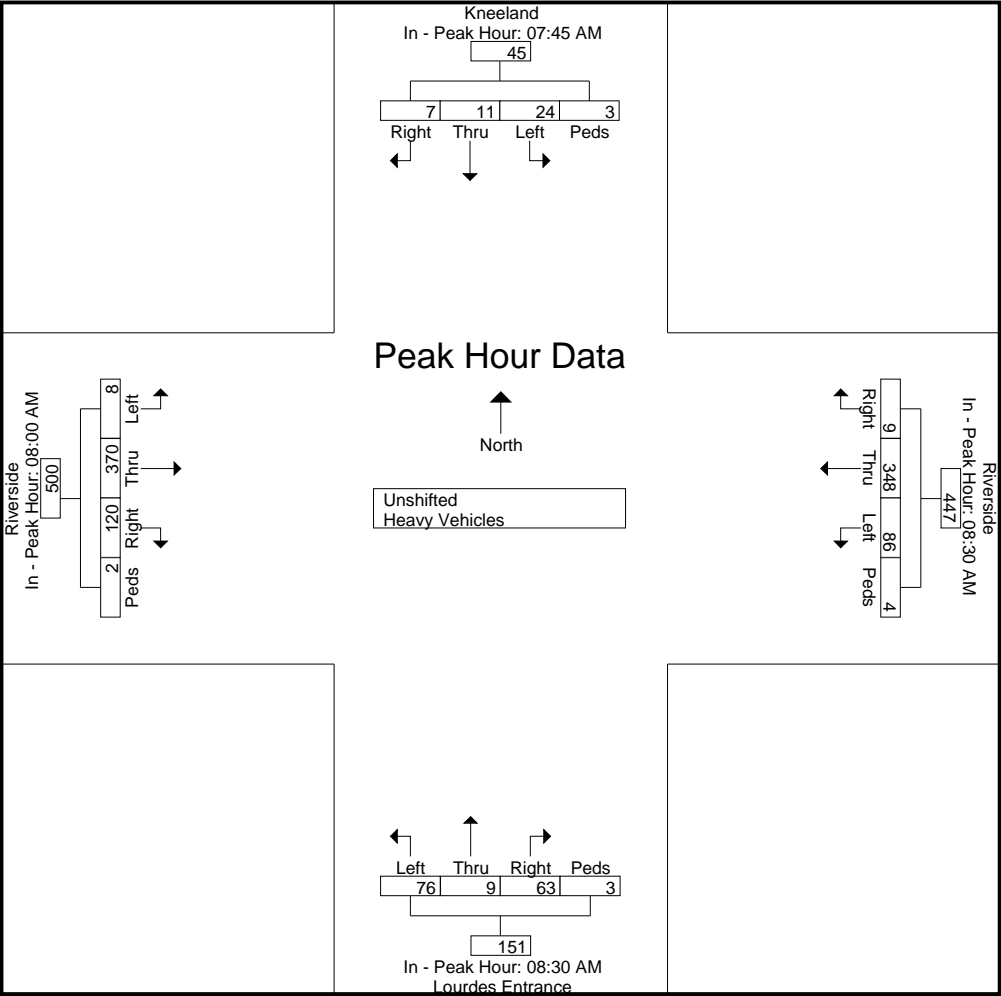 Kneeland
In - Peak Hour: 07:45 AM
45
7 11 24 3
Right Thru Left Peds
Peak Hour Data
North
Unshifted
Heavy Vehicles
Riverside
In - Peak Hour: 08:00 AM
500
8 370 120 2
Left Thru Right Peds
Riverside
In - Peak Hour: 08:30 AM
447
9 348 86 4
Right Thru Left Peds
Left Thru Right Peds
76 9 63 3
151
In - Peak Hour: 08:30 AM
Lourdes Entrance